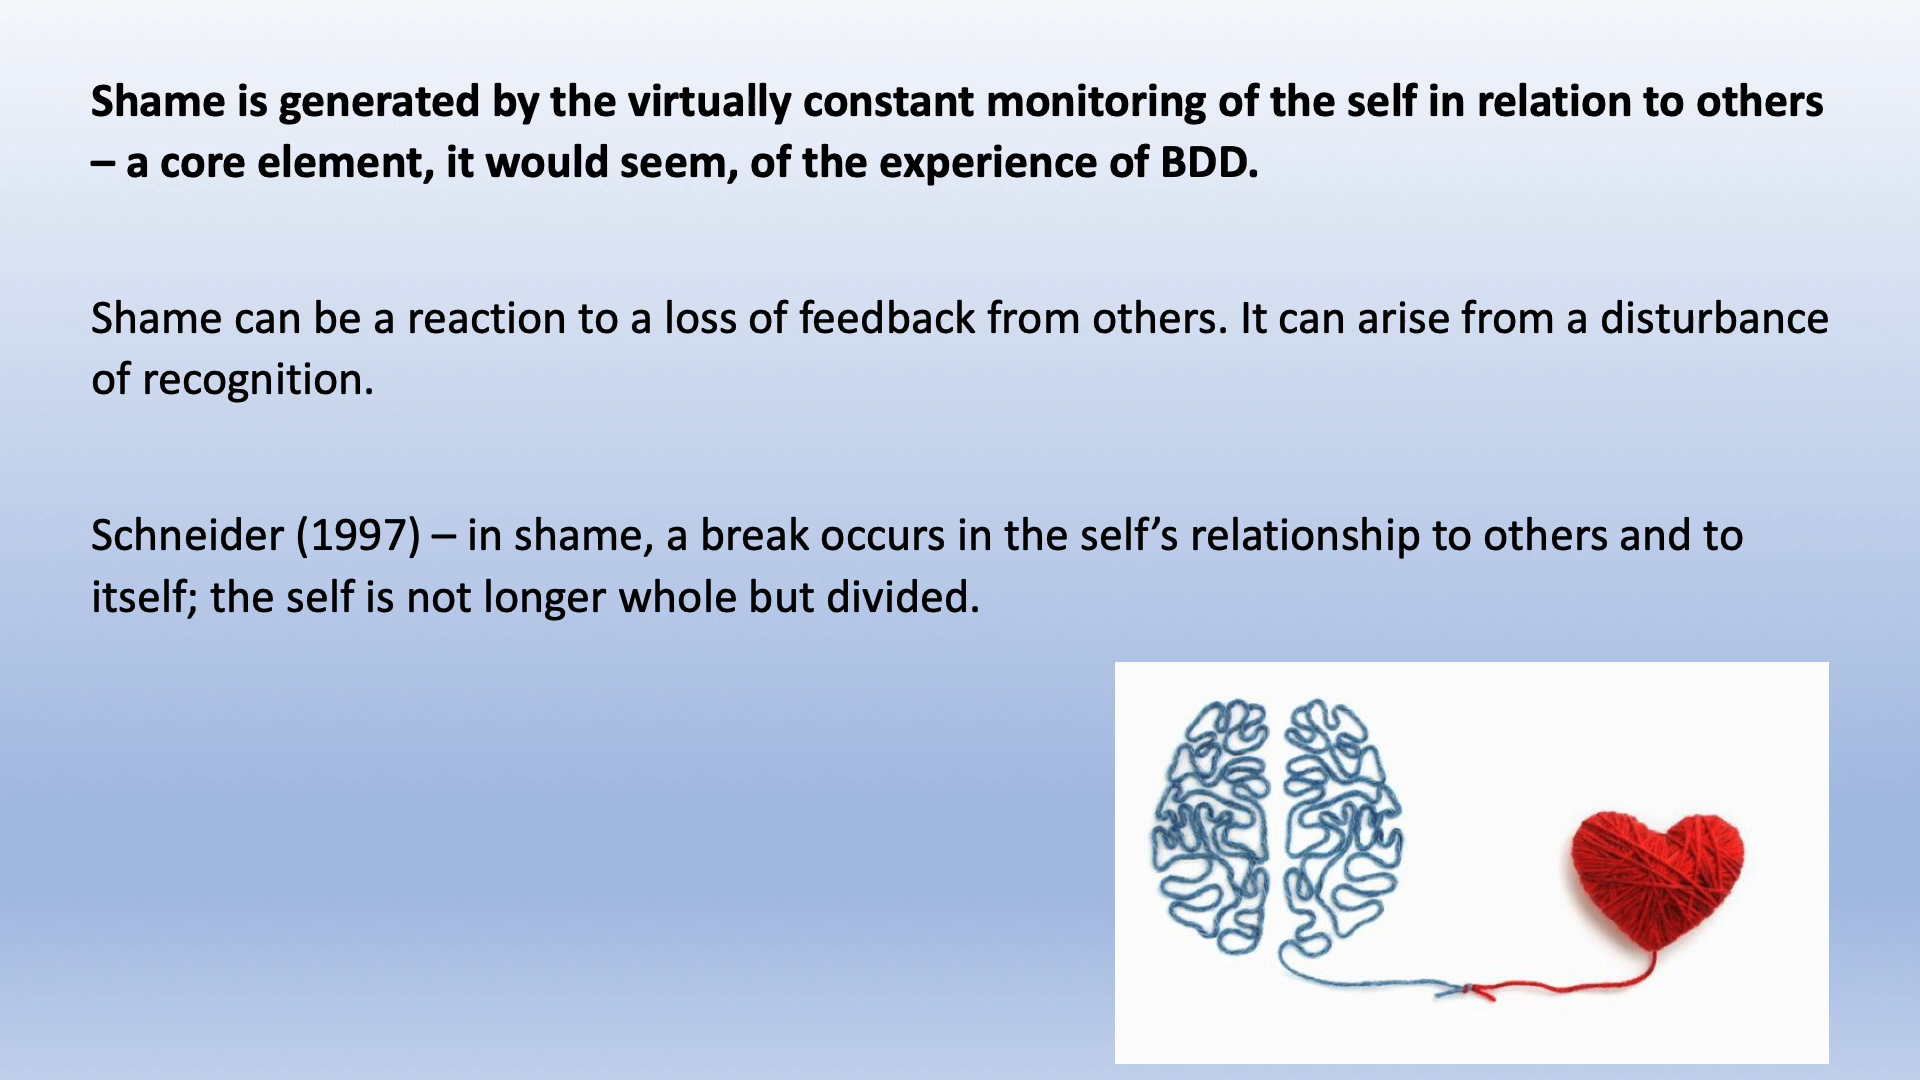 Shame is generated by the virtually constant monitoring of the self in relation to others
– a core element, it would seem, of the experience of BDD.
Shame can be a reaction to a loss of feedback from others. It can arise from a disturbance
of recognition.
Schneider (1997) – in shame, a break occurs in the self’s relationship to others and to
itself; the self is not longer whole but divided.